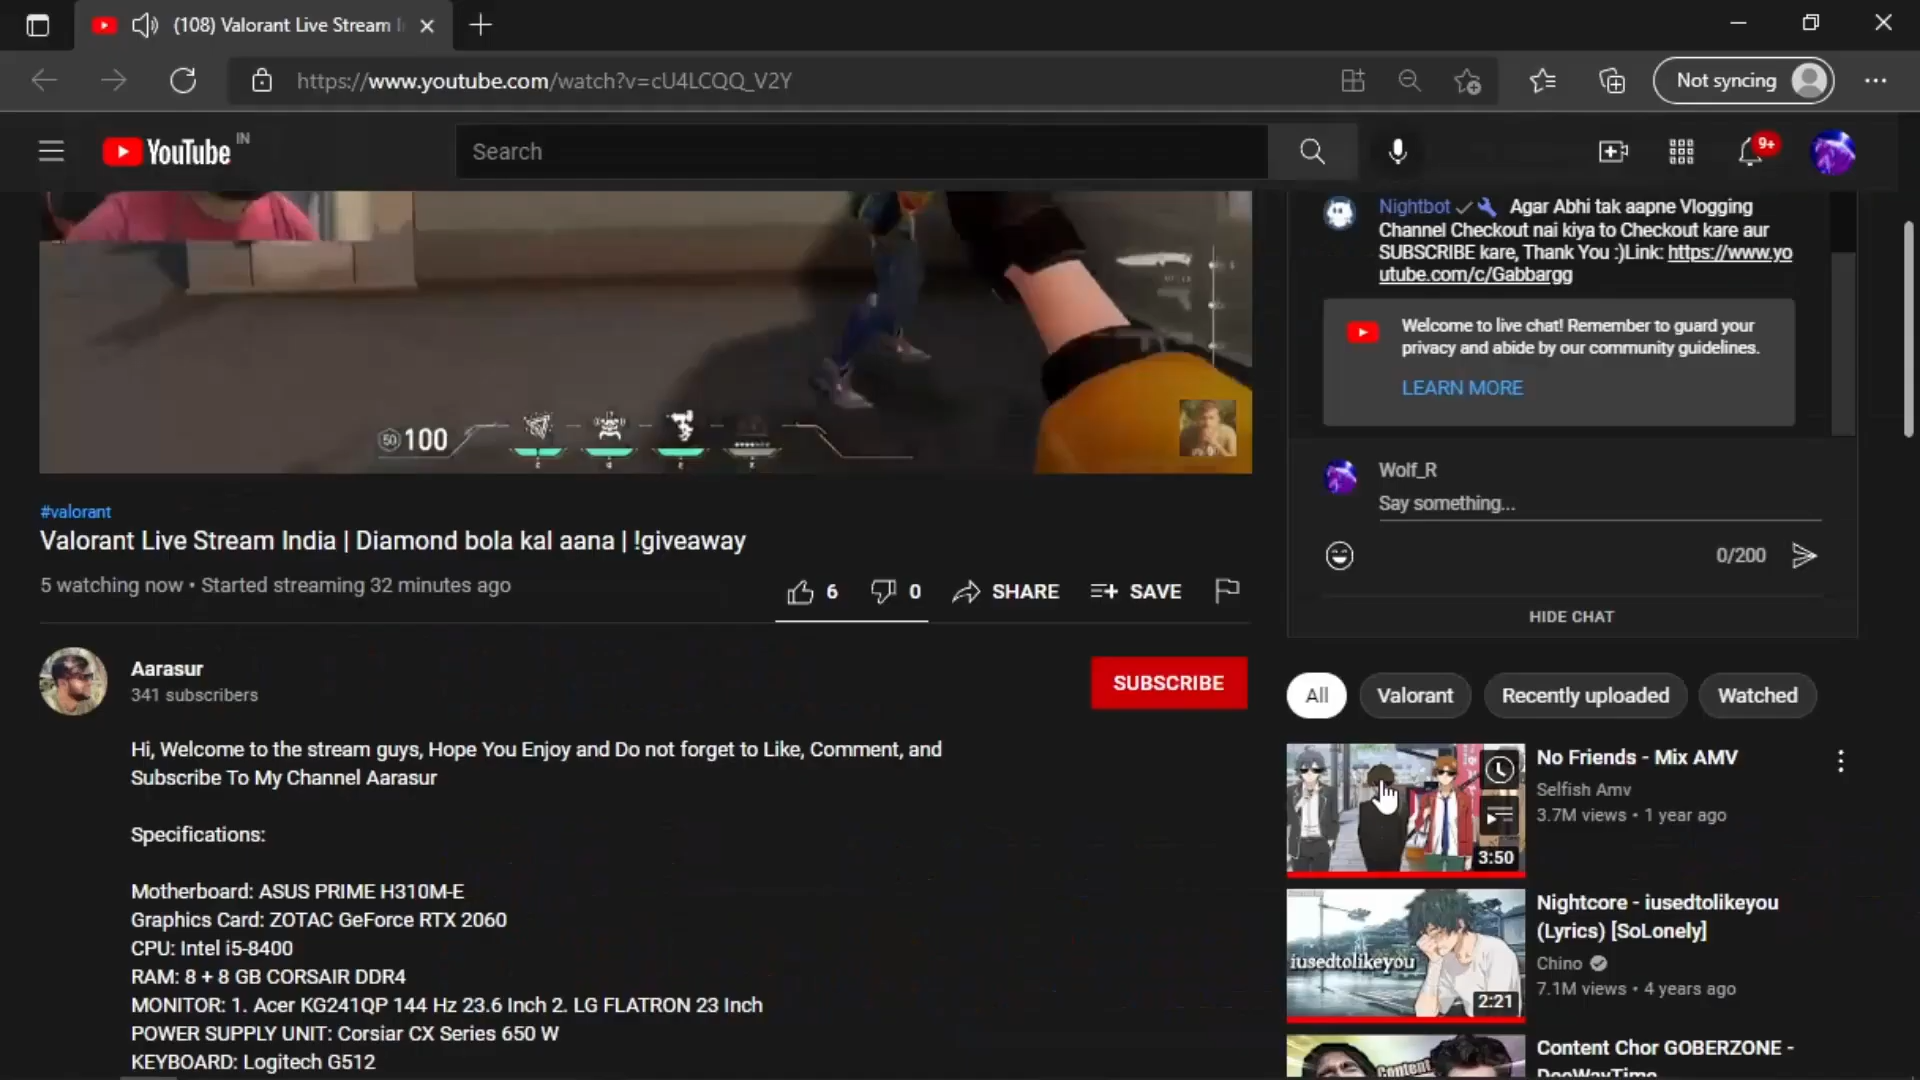 (108) Valorant Live Stream I
https://www.youtube.com/watch?v=cU4LCQQ_V2Y
Not syncing
YouTube IN
Search
9+
Nightbot Agar Abhi tak aapne Vlogging
Channel Checkout nai kiya to Checkout kare aur
SUBSCRIBE kare, Thank You :)Link: https://www.yo
utube.com/c/Gabbargg
Welcome to live chat! Remember to guard your
privacy and abide by our community guidelines.
LEARN MORE
50 100
Wolf_R
Say something...
0/200
HIDE CHAT
#valorant
Valorant Live Stream India | Diamond bola kal aana | !giveaway
5 watching now • Started streaming 32 minutes ago
6
0
SHARE
SAVE
Aarasur
341 subscribers
SUBSCRIBE
Hi, Welcome to the stream guys, Hope You Enjoy and Do not forget to Like, Comment, and
Subscribe To My Channel Aarasur
Specifications:
Motherboard: ASUS PRIME H310M-E
Graphics Card: ZOTAC GeForce RTX 2060
CPU: Intel i5-8400
RAM: 8 + 8 GB CORSAIR DDR4
MONITOR: 1. Acer KG241QP 144 Hz 23.6 Inch 2. LG FLATRON 23 Inch
POWER SUPPLY UNIT: Corsiar CX Series 650 W
KEYBOARD: Logitech G512
All
Valorant
Recently uploaded
Watched
No Friends - Mix AMV
Selfish Amv
3.7M views • 1 year ago
3:50
Nightcore - iusedtolikeyou
(Lyrics) [SoLonely]
Chino
7.1M views • 4 years ago
iusedtolikeyou
2:21
Content Chor GOBERZONE -
Content